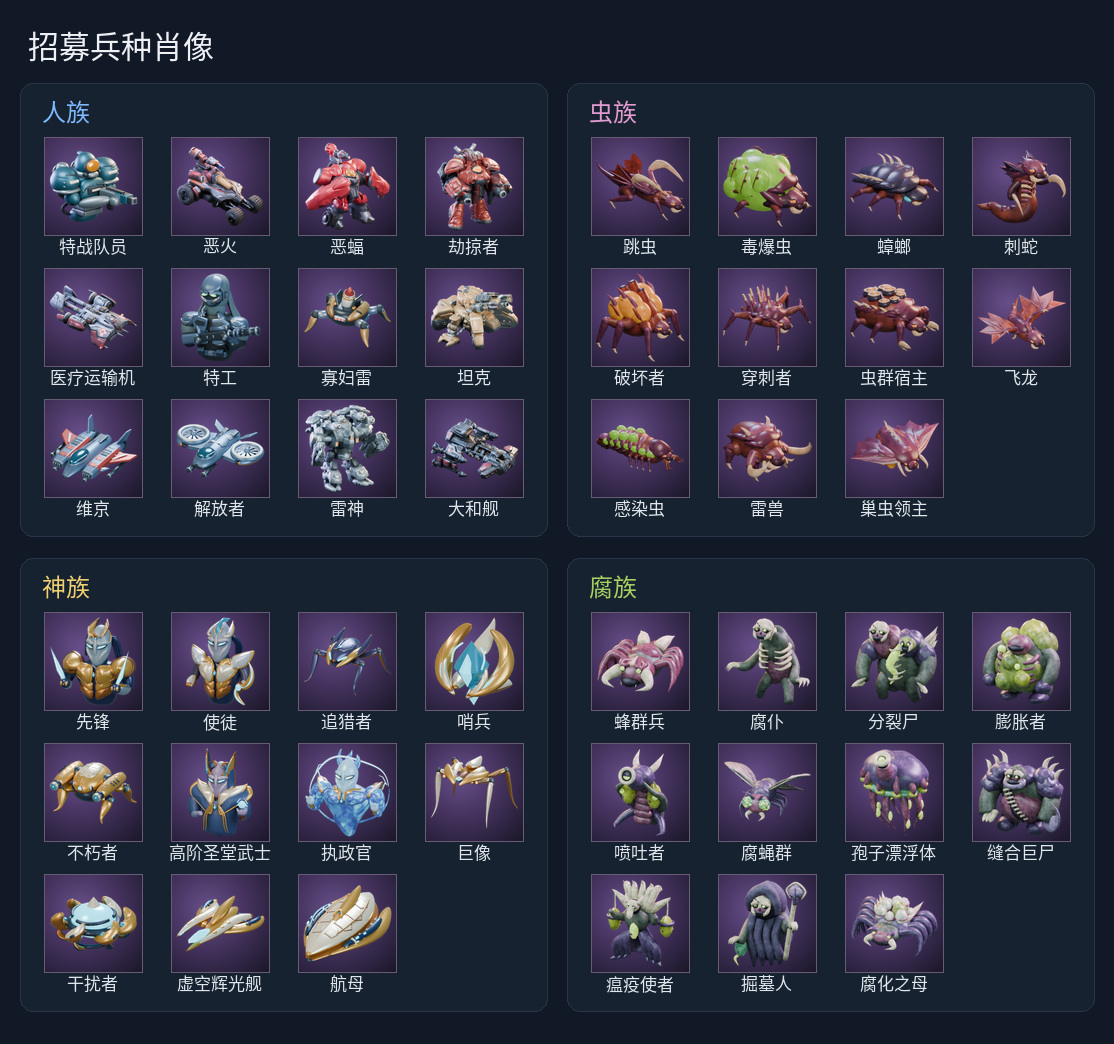 招募兵种肖像
人族
特战队员 恶火 恶蝠 劫掠者
医疗运输机 特工 寡妇雷 坦克
维京 解放者 雷神 大和舰
虫族
跳虫 毒爆虫 蟑螂 刺蛇
破坏者 穿刺者 虫群宿主 飞龙
感染虫 雷兽 巢虫领主
神族
先锋 使徒 追猎者 哨兵
不朽者 高阶圣堂武士 执政官 巨像
干扰者 虚空辉光舰 航母
腐族
蜂群兵 腐仆 分裂尸 膨胀者
喷吐者 腐蝇群 孢子漂浮体 缝合巨尸
瘟疫使者 掘墓人 腐化之母